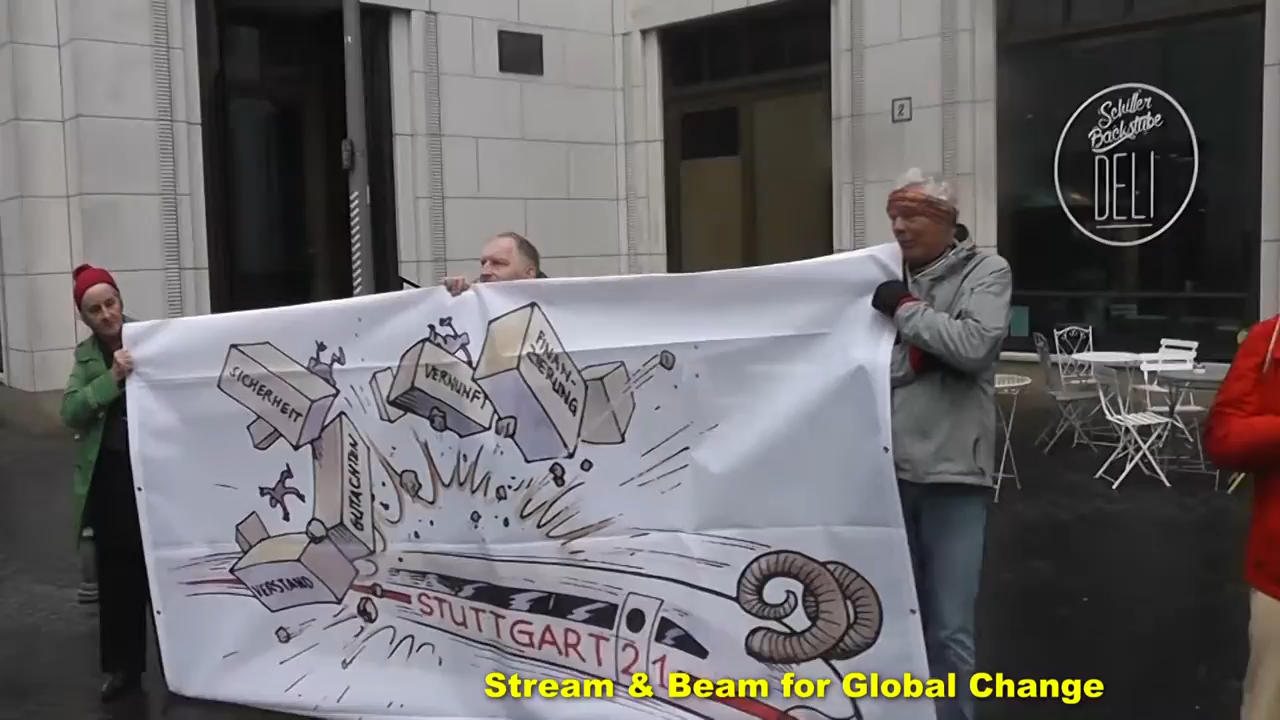 Schiller
Backstube
DELI
2
SICHERHEIT
VERNUNFT
FINAN-
ZIERUNG
GUTACHTEN
VERSTAND
STUTTGART 21
Stream & Beam for Global Change